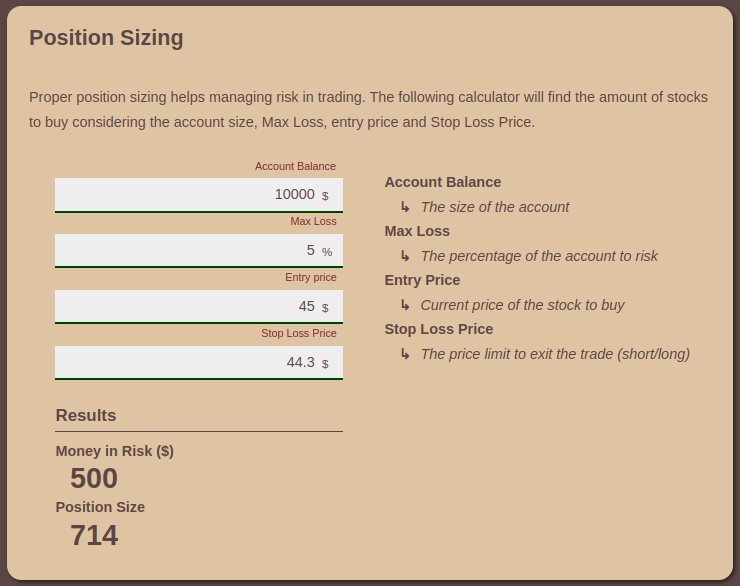 Position Sizing
Proper position sizing helps managing risk in trading. The following calculator will find the amount of stocks
to buy considering the account size, Max Loss, entry price and Stop Loss Price.
Account Balance
10000 $
Max Loss
5 %
Entry price
45 $
Stop Loss Price
44.3 $
Account Balance
↳ The size of the account
Max Loss
↳ The percentage of the account to risk
Entry Price
↳ Current price of the stock to buy
Stop Loss Price
↳ The price limit to exit the trade (short/long)
Results
Money in Risk ($)
500
Position Size
714